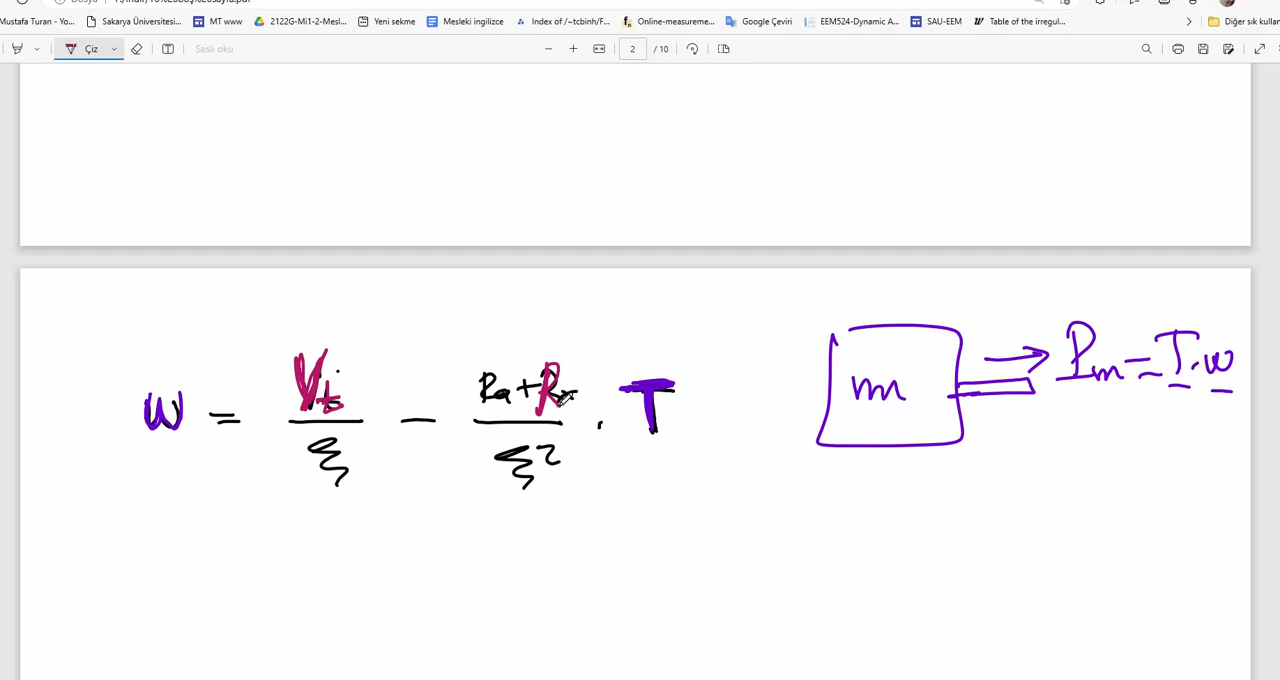 Mustafa Turan - Yo...
Sakarya Üniversitesi...
MT www
2122G-Mi1-2-Mesl...
Yeni sekme
Mesleki ingilizce
Index of /~tcbinh/F...
Online-measureme...
Google Çeviri
EEM524-Dynamic A...
SAU-EEM
Table of the irregul...
Diğer sık kullan
Çiz
Sesli oku
2 / 10
ω = Vt/ξ − (Ra + Rx)/ξ² . T
m
Pm = T.ω